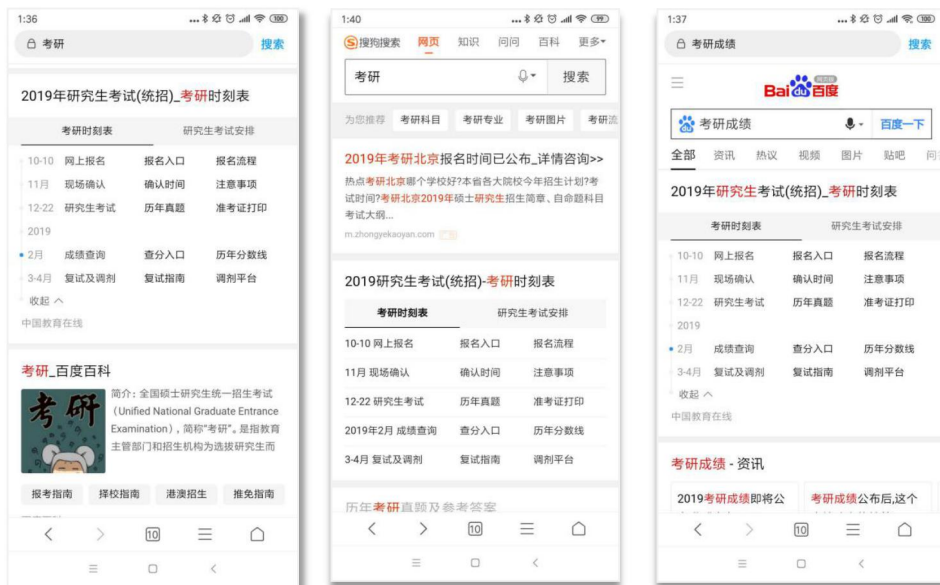 1:36
100
考研
搜索
2019年研究生考试(统招)_考研时刻表
考研时刻表 研究生考试安排
10-10 网上报名 报名入口 报名流程
11月 现场确认 确认时间 注意事项
12-22 研究生考试 历年真题 准考证打印
2019
2月 成绩查询 查分入口 历年分数线
3-4月 复试及调剂 复试指南 调剂平台
收起
中国教育在线
考研_百度百科
考研
简介: 全国硕士研究生统一招生考试
(Unified National Graduate Entrance
Examination), 简称"考研"。是指教育
主管部门和招生机构为选拔研究生而
报考指南 择校指南 港澳招生 推免指南
10
1:40
99
搜狗搜索 网页 知识 问问 百科 更多
考研 搜索
为您推荐 考研科目 考研专业 考研图片 考研流
2019年考研北京报名时间已公布_详情咨询>>
热点考研北京哪个学校好?本省各大院校今年招生计划?考
试时间?考研北京2019年硕士研究生招生简章、自命题科目
考试大纲...
m.zhongyekaoyan.com
2019研究生考试(统招)-考研时刻表
考研时刻表 研究生考试安排
10-10 网上报名 报名入口 报名流程
11月 现场确认 确认时间 注意事项
12-22 研究生考试 历年真题 准考证打印
2019年2月 成绩查询 查分入口 历年分数线
3-4月 复试及调剂 复试指南 调剂平台
历年考研真题及参考答案
10
1:37
100
考研成绩
搜索
Bai du 百度
考研成绩 百度一下
全部 资讯 热议 视频 图片 贴吧 问
2019年研究生考试(统招)_考研时刻表
考研时刻表 研究生考试安排
10-10 网上报名 报名入口 报名流程
11月 现场确认 确认时间 注意事项
12-22 研究生考试 历年真题 准考证打印
2019
2月 成绩查询 查分入口 历年分数线
3-4月 复试及调剂 复试指南 调剂平台
收起
中国教育在线
考研成绩 - 资讯
2019考研成绩即将公 考研成绩公布后,这个
10